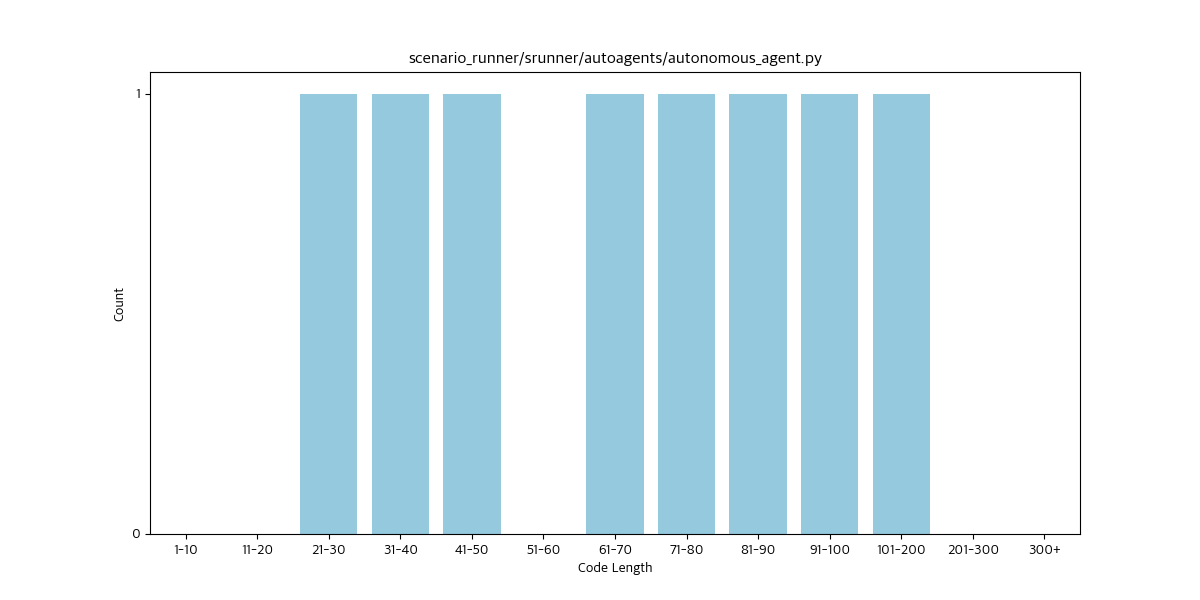 scenario_runner/srunner/autoagents/autonomous_agent.py
1
Count
0
1-10 11-20 21-30 31-40 41-50 51-60 61-70 71-80 81-90 91-100 101-200 201-300 300+
Code Length